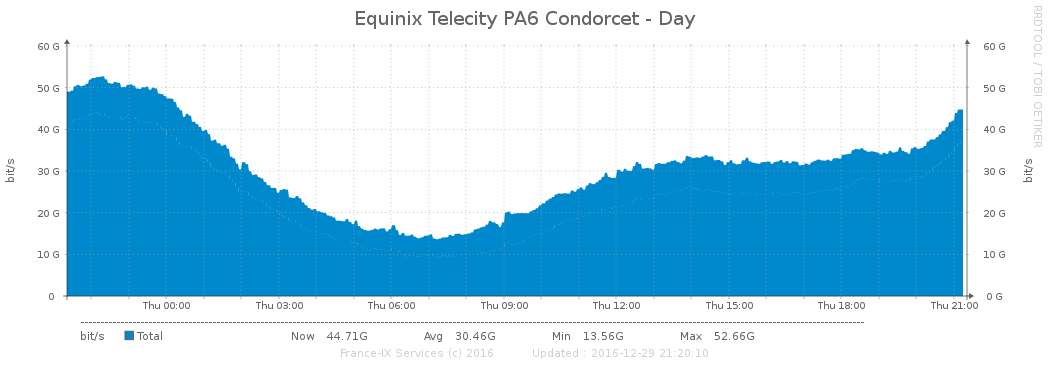 Equinix Telecity PA6 Condorcet - Day
RRDTOOL / TOBI OETIKER
60 G 60 G
50 G 50 G
40 G 40 G
30 G 30 G
20 G 20 G
10 G 10 G
0 0 G
bit/s bit/s
Thu 00:00 Thu 03:00 Thu 06:00 Thu 09:00 Thu 12:00 Thu 15:00 Thu 18:00 Thu 21:00
bit/s Total Now 44.71G Avg 30.46G Min 13.56G Max 52.66G
France-IX Services (c) 2016 Updated : 2016-12-29 21:20:10